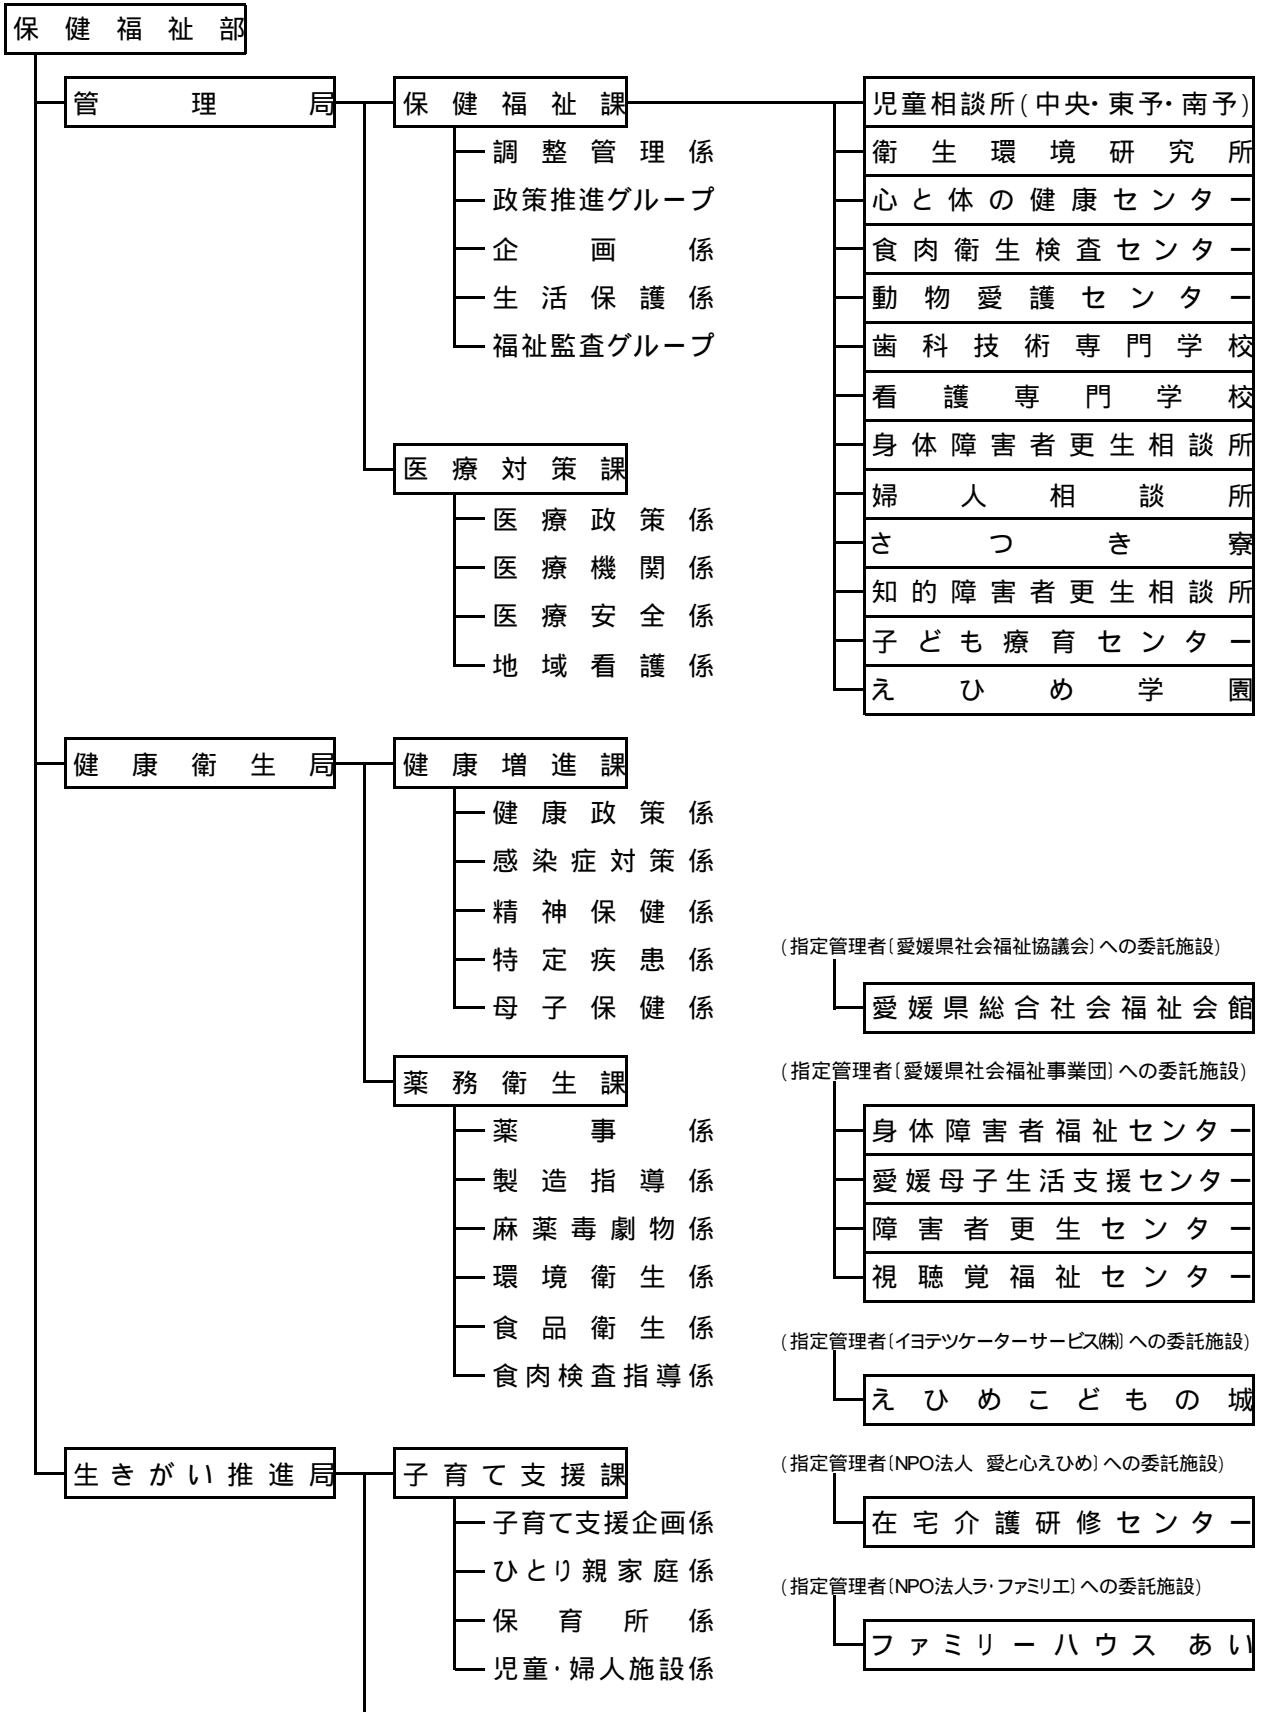 保健福祉部
管理局
保健福祉課
調整管理係
政策推進グループ
企画係
生活保護係
福祉監査グループ
医療対策課
医療政策係
医療機関係
医療安全係
地域看護係
児童相談所(中央・東予・南予)
衛生環境研究所
心と体の健康センター
食肉衛生検査センター
動物愛護センター
歯科技術専門学校
看護専門学校
身体障害者更生相談所
婦人相談所
さつき寮
知的障害者更生相談所
子ども療育センター
えひめ学園
健康衛生局
健康増進課
健康政策係
感染症対策係
精神保健係
特定疾患係
母子保健係
薬務衛生課
薬事係
製造指導係
麻薬毒劇物係
環境衛生係
食品衛生係
食肉検査指導係
(指定管理者〔愛媛県社会福祉協議会〕への委託施設)
愛媛県総合社会福祉会館
(指定管理者〔愛媛県社会福祉事業団〕への委託施設)
身体障害者福祉センター
愛媛母子生活支援センター
障害者更生センター
視聴覚福祉センター
(指定管理者〔イヨテツケーターサービス㈱〕への委託施設)
えひめこどもの城
生きがい推進局
子育て支援課
子育て支援企画係
ひとり親家庭係
保育所係
児童・婦人施設係
(指定管理者〔NPO法人 愛と心えひめ〕への委託施設)
在宅介護研修センター
(指定管理者〔NPO法人ラ・ファミリエ〕への委託施設)
ファミリーハウス あい